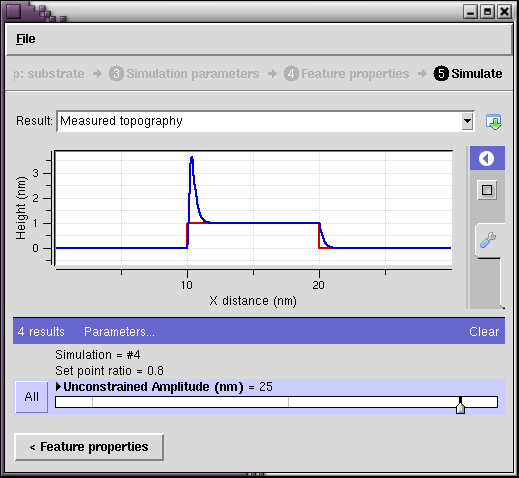 File
p: substrate → 3 Simulation parameters → 4 Feature properties → 5 Simulate
Result: Measured topography
Height (nm)
3
2
1
0
10 20
X distance (nm)
4 results Parameters... Clear
Simulation = #4
Set point ratio = 0.8
All
Unconstrained Amplitude (nm) = 25
< Feature properties